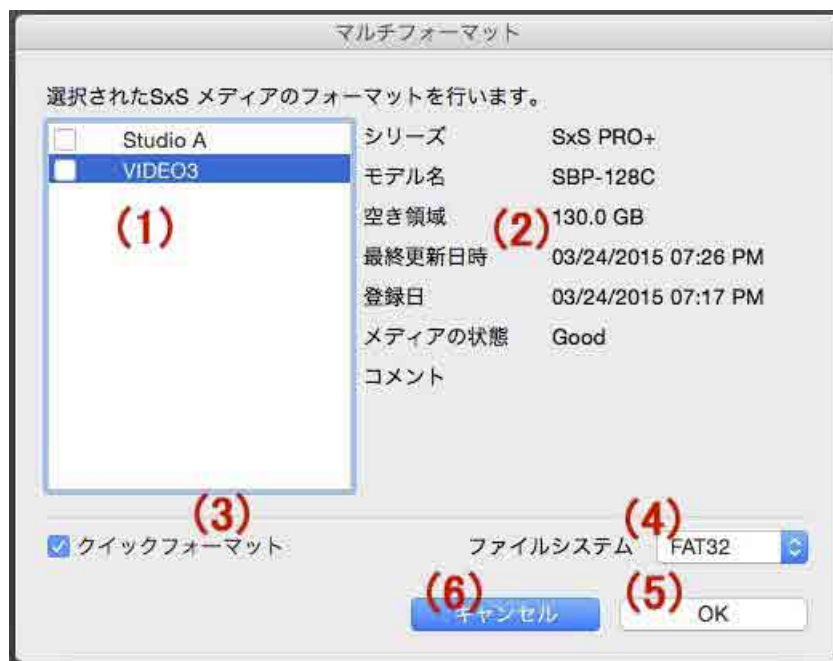 マルチフォーマット
選択されたSxS メディアのフォーマットを行います。
Studio A
VIDEO3
(1)
シリーズ SxS PRO+
モデル名 SBP-128C
空き領域 (2) 130.0 GB
最終更新日時 03/24/2015 07:26 PM
登録日 03/24/2015 07:17 PM
メディアの状態 Good
コメント
(3)
クイックフォーマット
(4)
ファイルシステム FAT32
(6) キャンセル
(5) OK